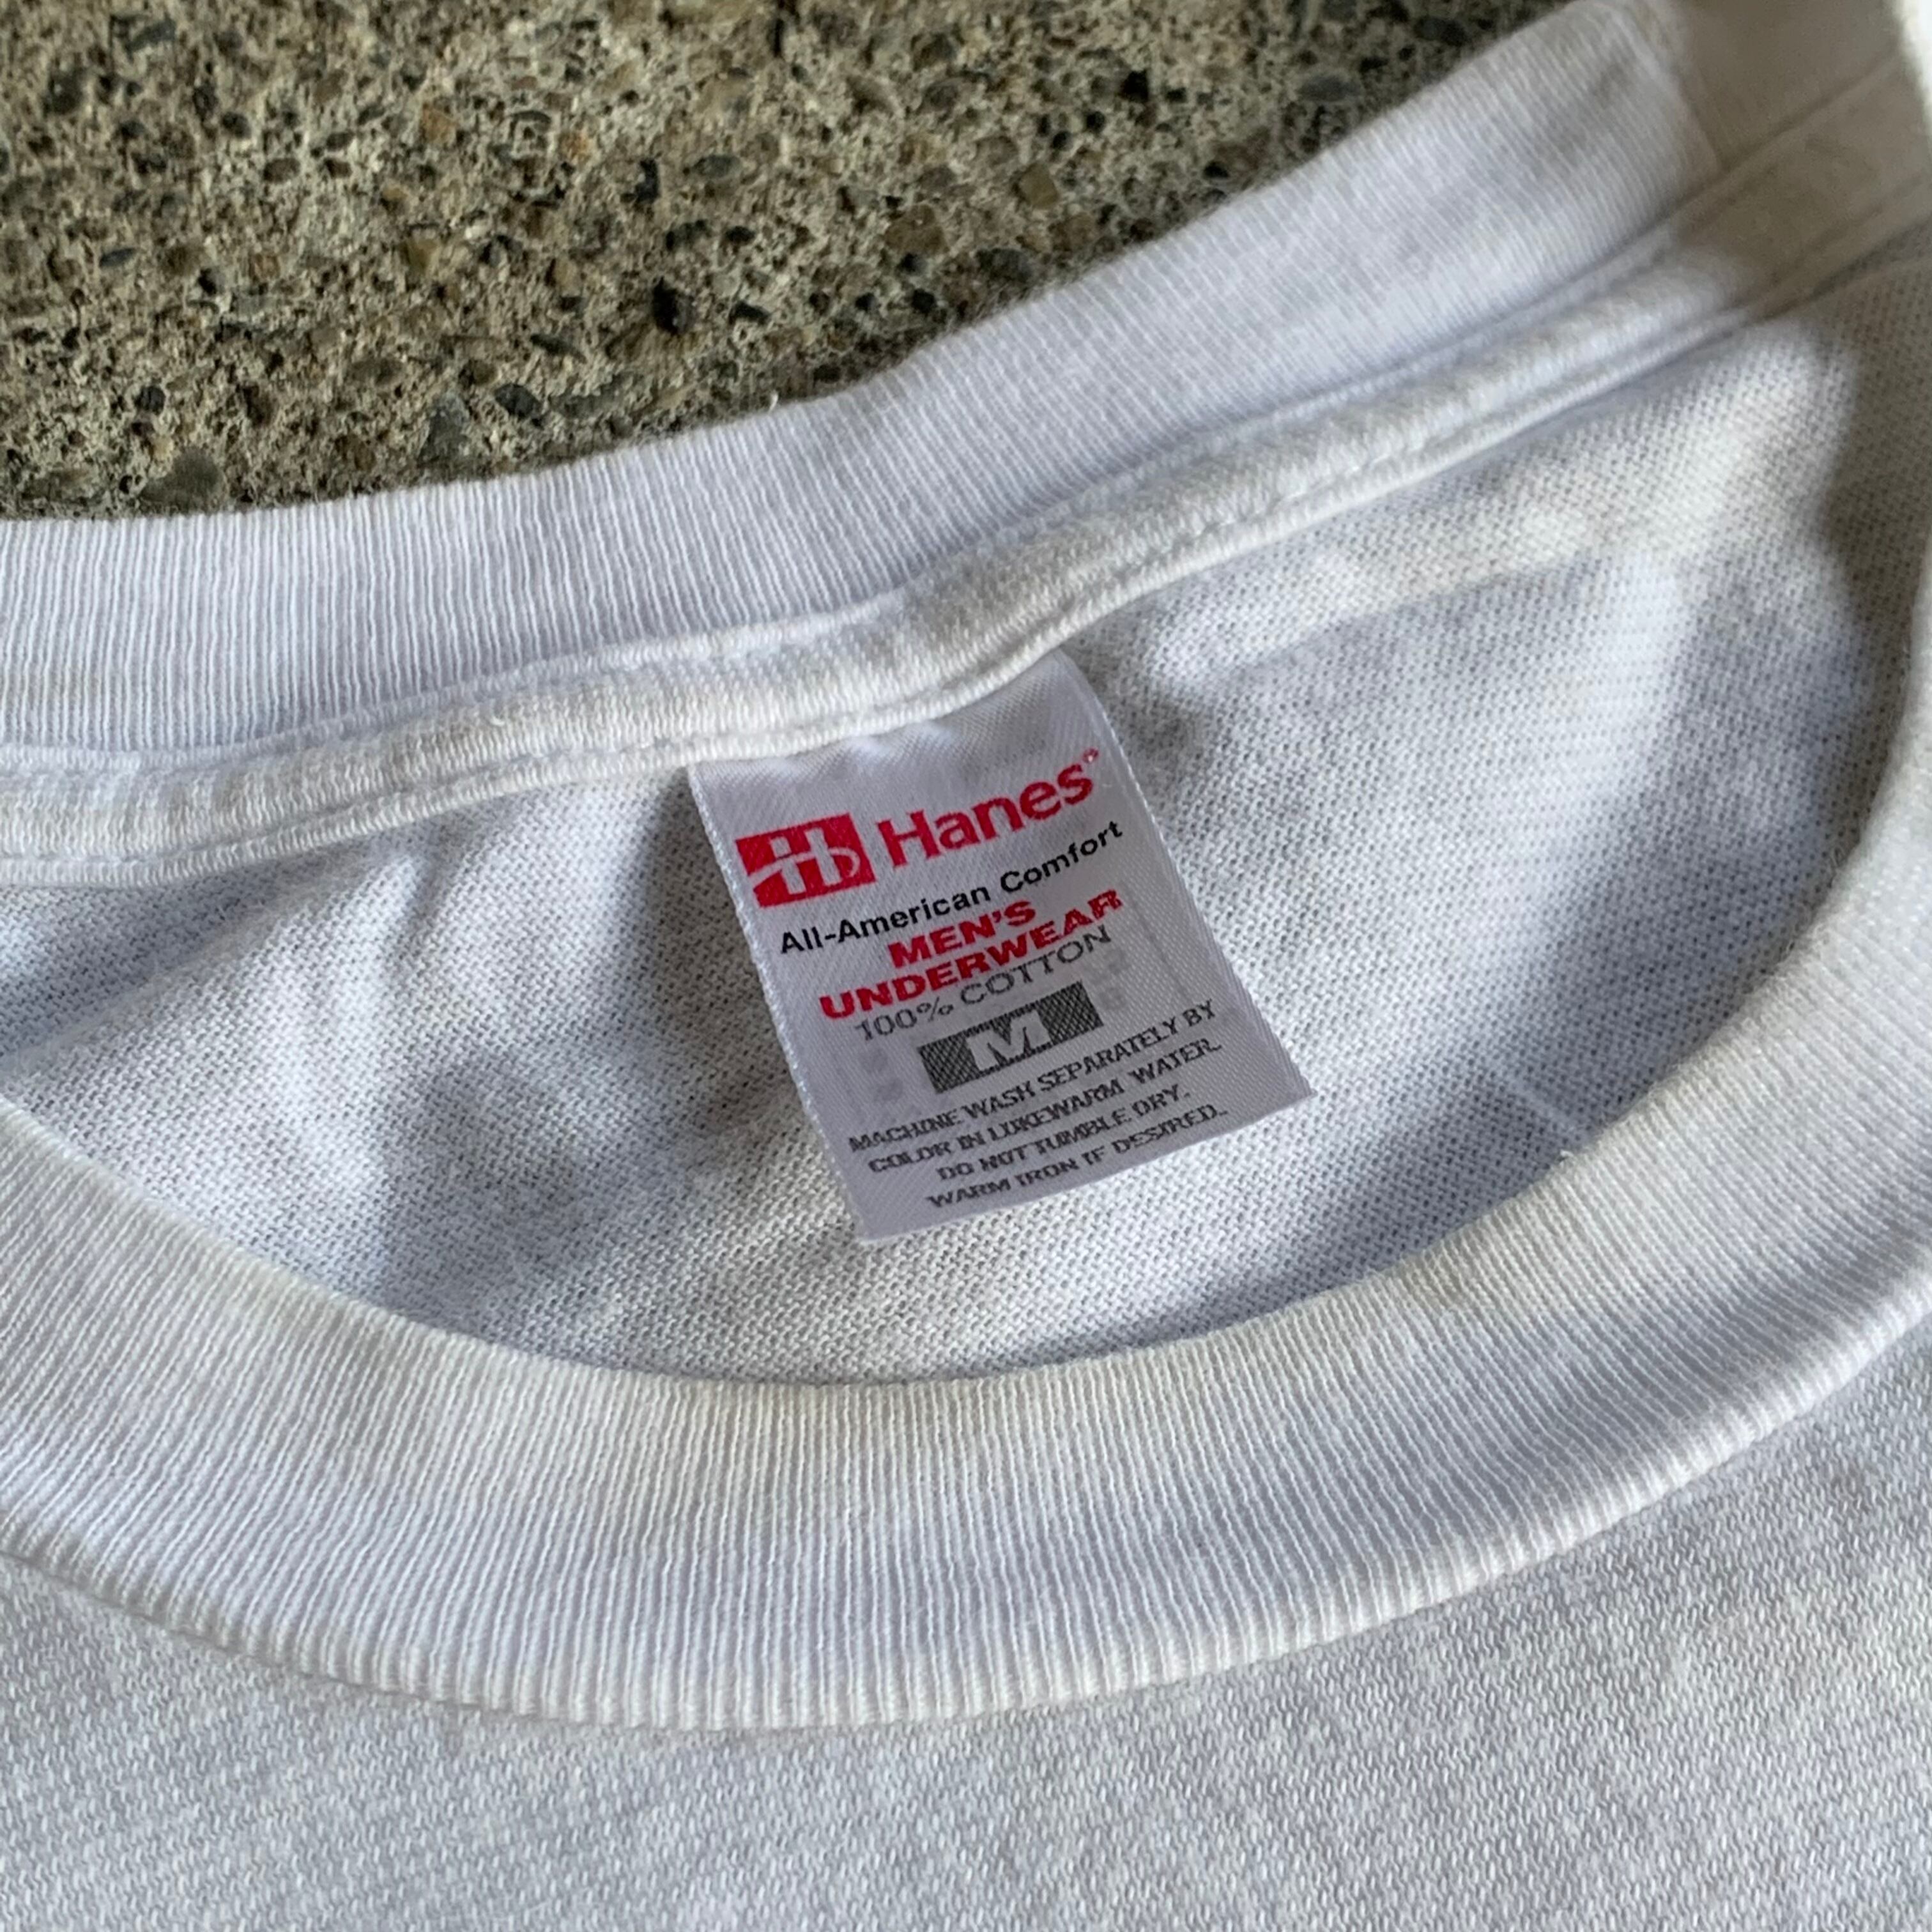 Hb Hanes®
All-American Comfort
MEN'S
UNDERWEAR
100% COTTON
M
MACHINE WASH SEPARATELY BY
COLOR IN LUKEWARM WATER.
DO NOT TUMBLE DRY.
WARM IRON IF DESIRED.